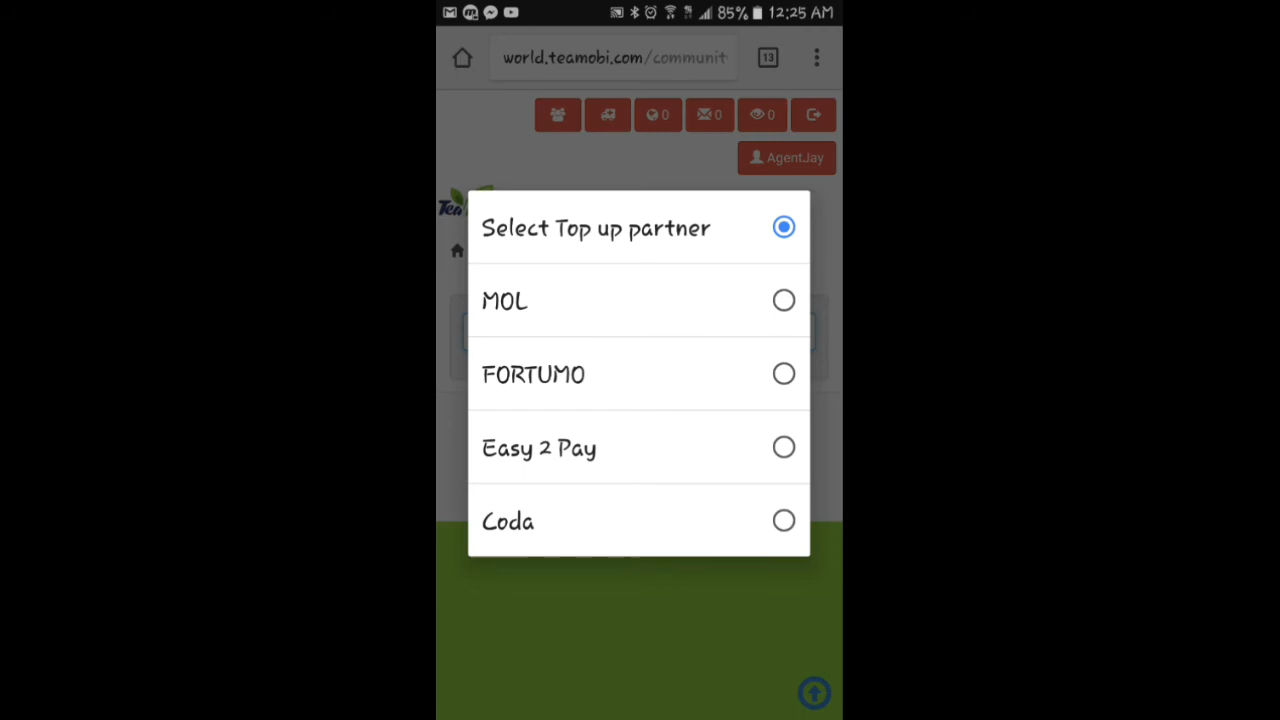 85% 12:25 AM
world.teamobi.com/communit
13
0
0
0
AgentJay
Tea
Select Top up partner
MOL
FORTUMO
Easy 2 Pay
Coda